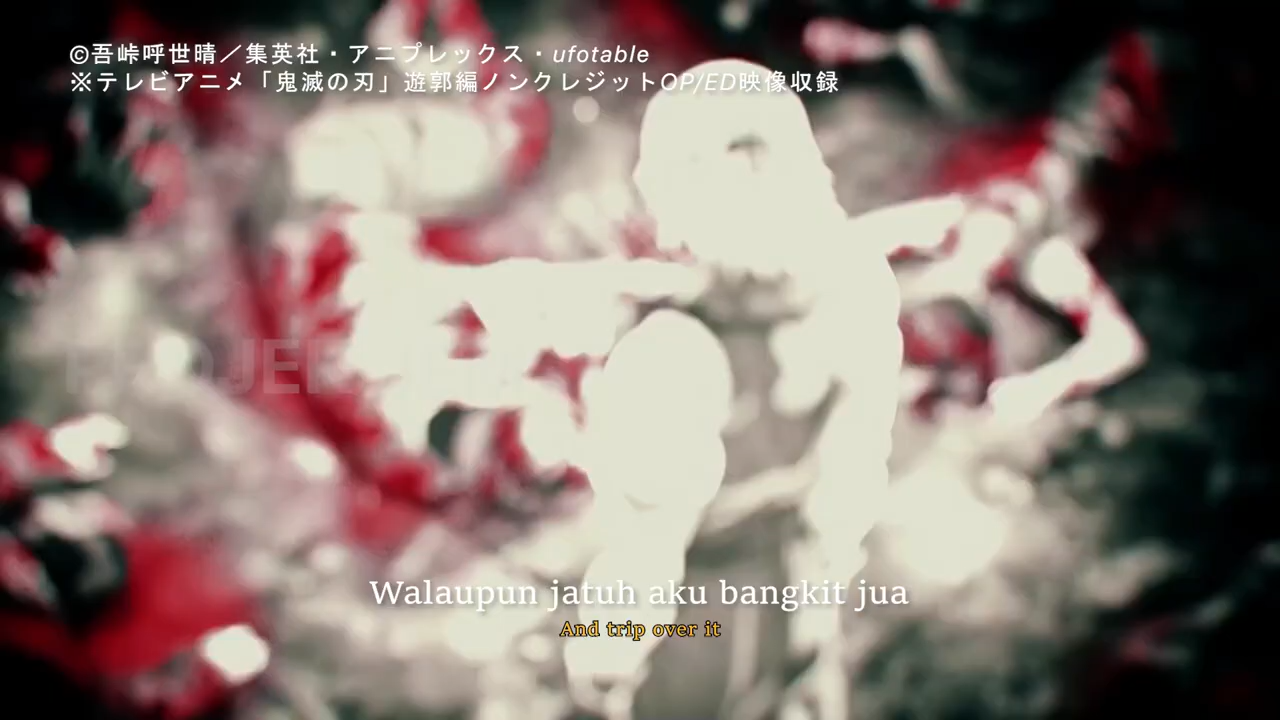 ©吾峠呼世晴／集英社・アニプレックス・ufotable
※テレビアニメ「鬼滅の刃」遊郭編ノンクレジットOP/ED映像収録
Walaupun jatuh aku bangkit jua
And trip over it